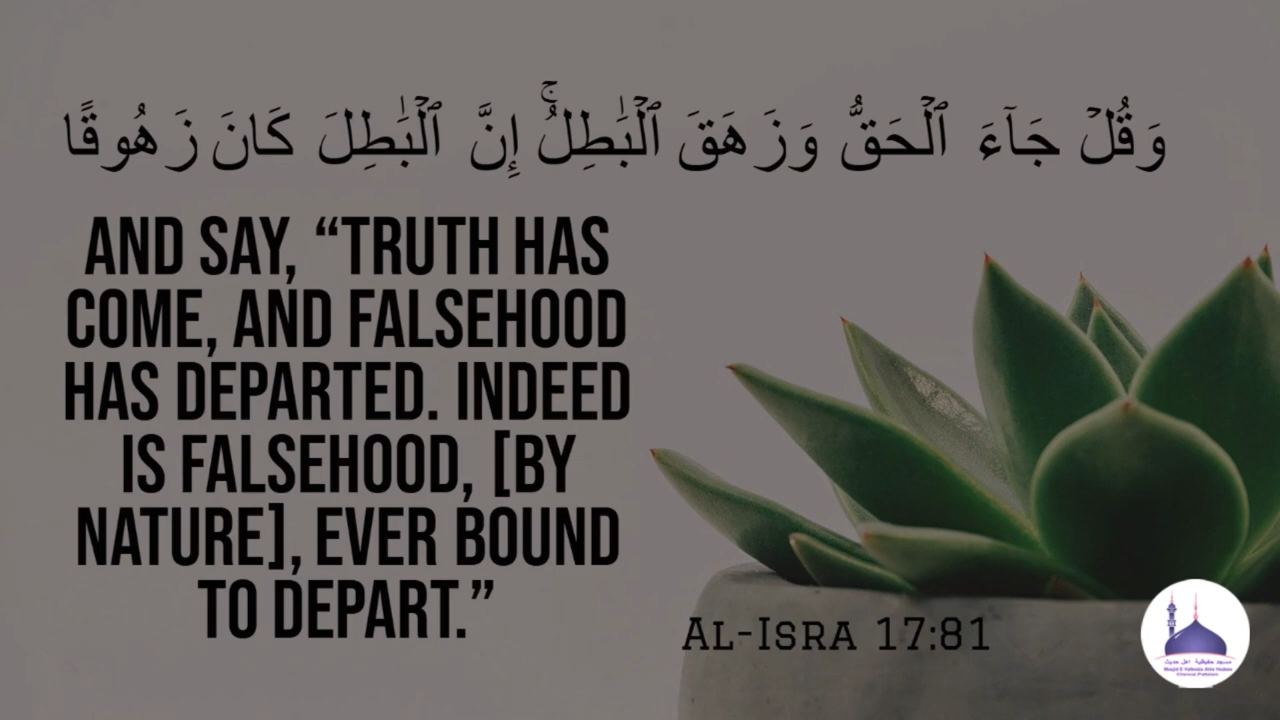 وَقُلْ جَآءَ ٱلْحَقُّ وَزَهَقَ ٱلْبَٰطِلُ ۚ إِنَّ ٱلْبَٰطِلَ كَانَ زَهُوقًا
AND SAY, “TRUTH HAS
COME, AND FALSEHOOD
HAS DEPARTED. INDEED
IS FALSEHOOD, [BY
NATURE], EVER BOUND
TO DEPART.”
AL-ISRA 17:81